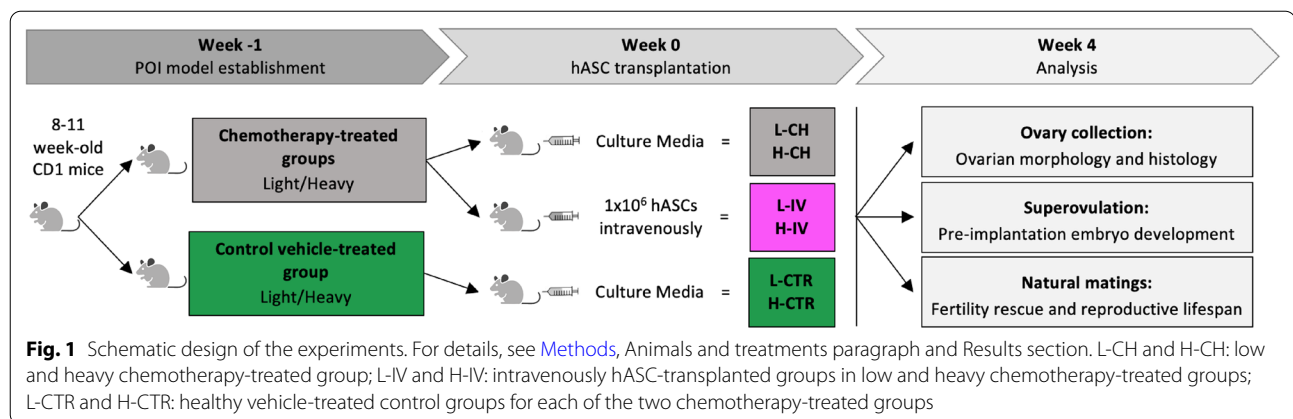 Week -1
POI model establishment
Week 0
hASC transplantation
Week 4
Analysis
8-11
week-old
CD1 mice
Chemotherapy-treated
groups
Light/Heavy
Control vehicle-treated
group
Light/Heavy
Culture Media =
1x10⁶ hASCs
intravenously =
Culture Media =
L-CH
H-CH
L-IV
H-IV
L-CTR
H-CTR
Ovary collection:
Ovarian morphology and histology
Superovulation:
Pre-implantation embryo development
Natural matings:
Fertility rescue and reproductive lifespan
Fig. 1 Schematic design of the experiments. For details, see Methods, Animals and treatments paragraph and Results section. L-CH and H-CH: low
and heavy chemotherapy-treated group; L-IV and H-IV: intravenously hASC-transplanted groups in low and heavy chemotherapy-treated groups;
L-CTR and H-CTR: healthy vehicle-treated control groups for each of the two chemotherapy-treated groups